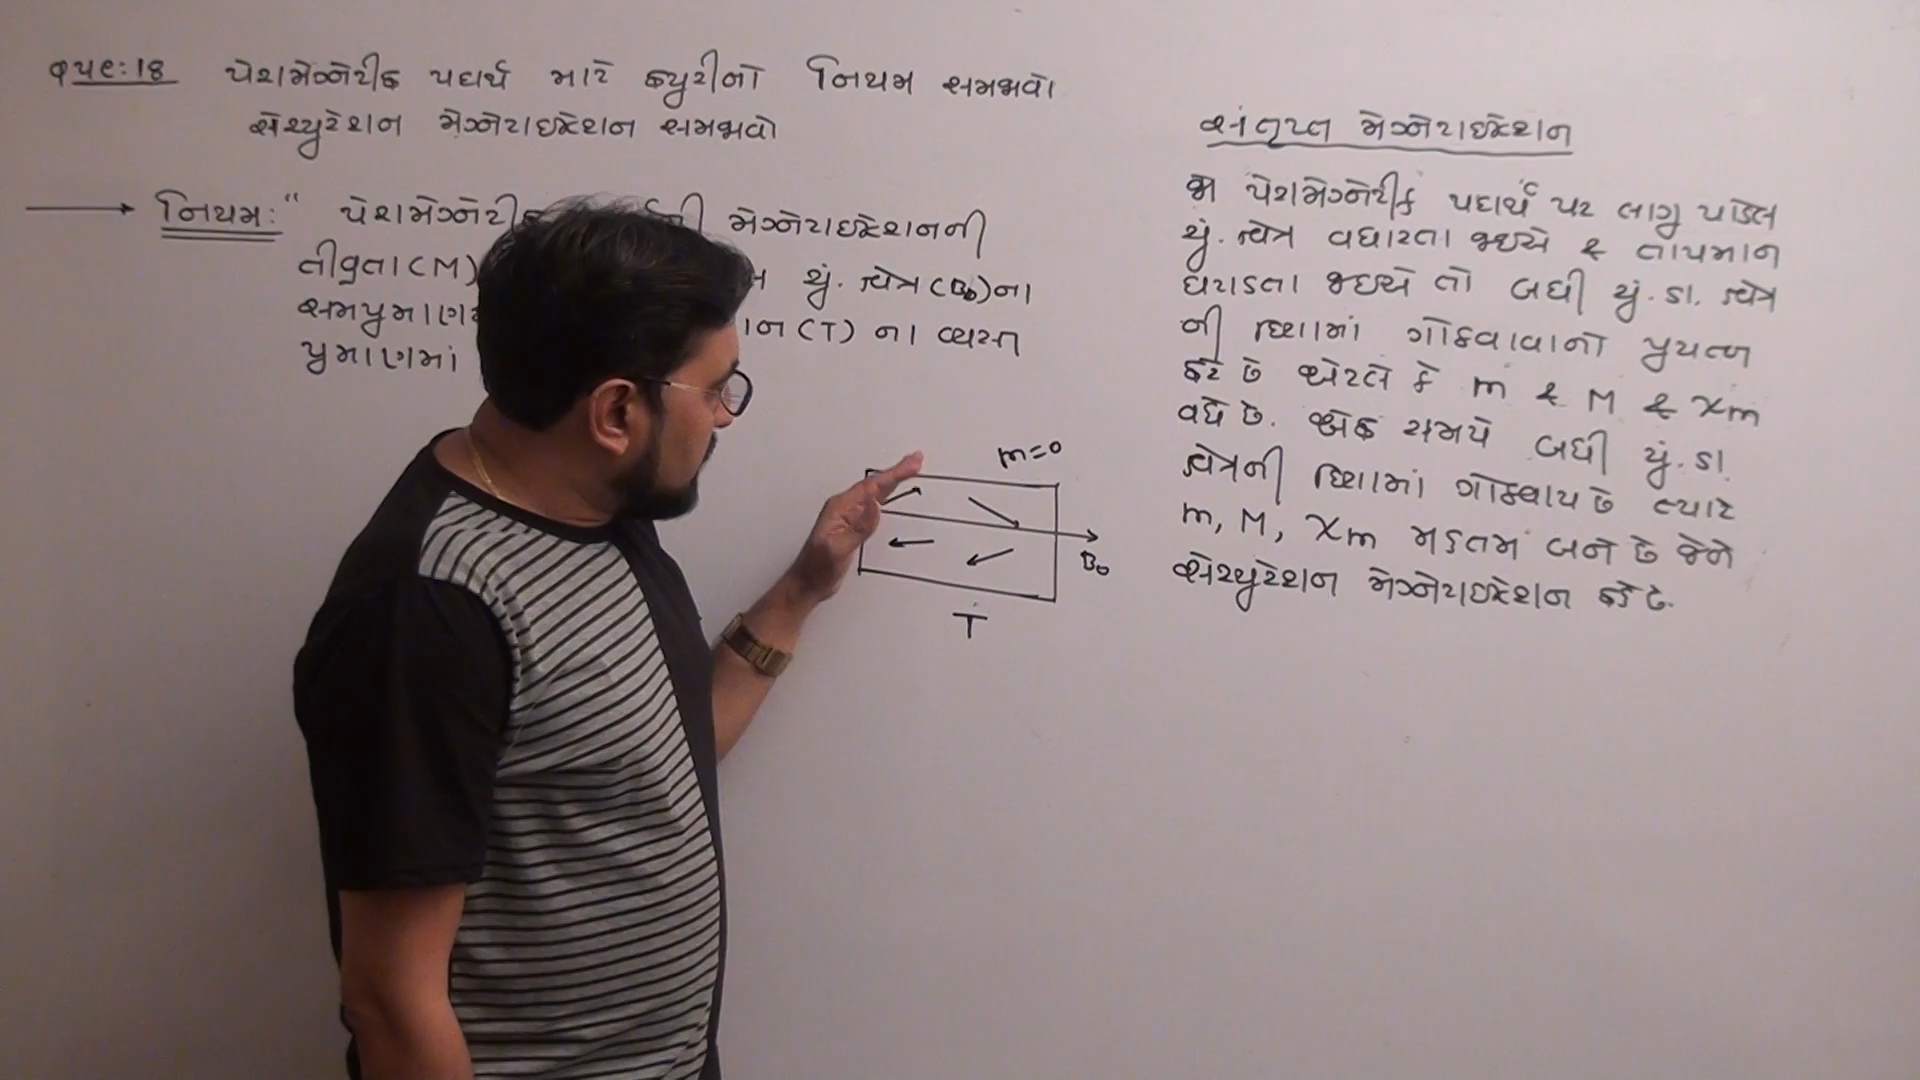 પ્રશ્ન: 18 પેરામેગ્નેટીક પદાર્થ માટે ક્યુરીનો નિયમ સમજાવો
સેચ્યુરેશન મેગ્નેટાઇઝેશન સમજાવો
નિયમ: " પેરામેગ્નેટી ની મેગ્નેટાઇઝેશનની
તીવ્રતા (M) ચું. ક્ષેત્ર (B₀) ના
સમપ્રમાણ ાન (T) ના વ્યસ્ત
પ્રમાણમાં
m=0
B₀
T
સંતૃપ્ત મેગ્નેટાઇઝેશન
જો પેરામેગ્નેટીક પદાર્થ પર લાગુ પાડેલ
ચું. ક્ષેત્ર વધારતા જઇએ & તાપમાન
ઘટાડતા જઇએ તો બધી ચું. ડા. ક્ષેત્ર
ની દિશામાં ગોઠવાવાનો પ્રયત્ન
કરે છે એટલે કે m & M & χm
વધે છે. એક સમયે બધી ચું. ડા
ક્ષેત્રની દિશામાં ગોઠવાય છે ત્યારે
m, M, χm મહત્તમ બને છે જેને
સેચ્યુરેશન મેગ્નેટાઇઝેશન કહે છે.